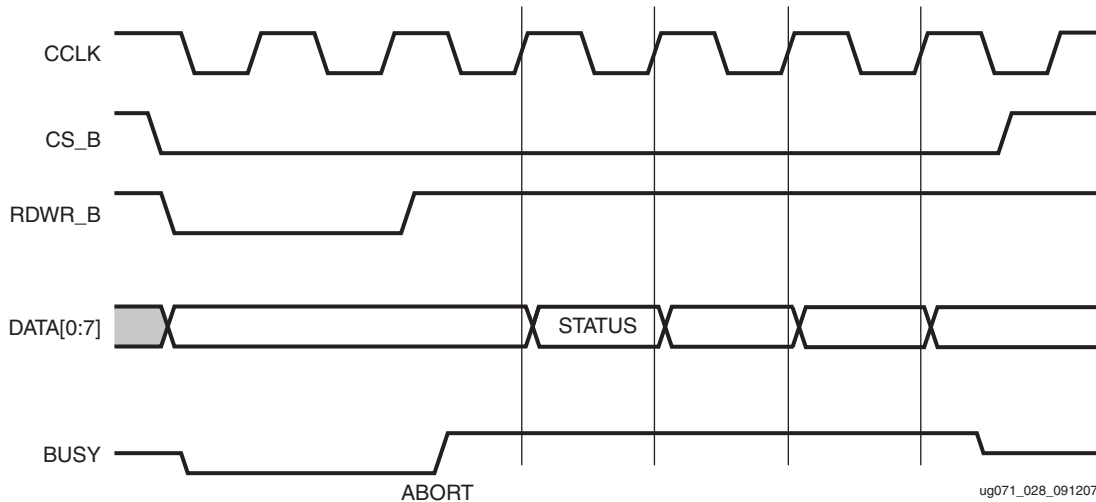 CCLK
CS_B
RDWR_B
DATA[0:7]
STATUS
BUSY
ABORT
ug071_028_091207